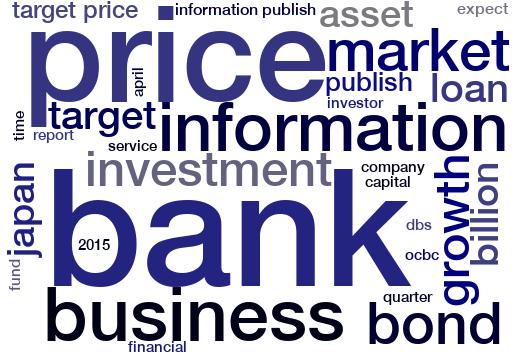 target price
information publish
asset
expect
price
market
april
publish
loan
investor
time
target
information
report
service
investment
company
capital
growth
billion
japan
bank
2015
dbs
ocbc
fund
quarter
business
bond
financial